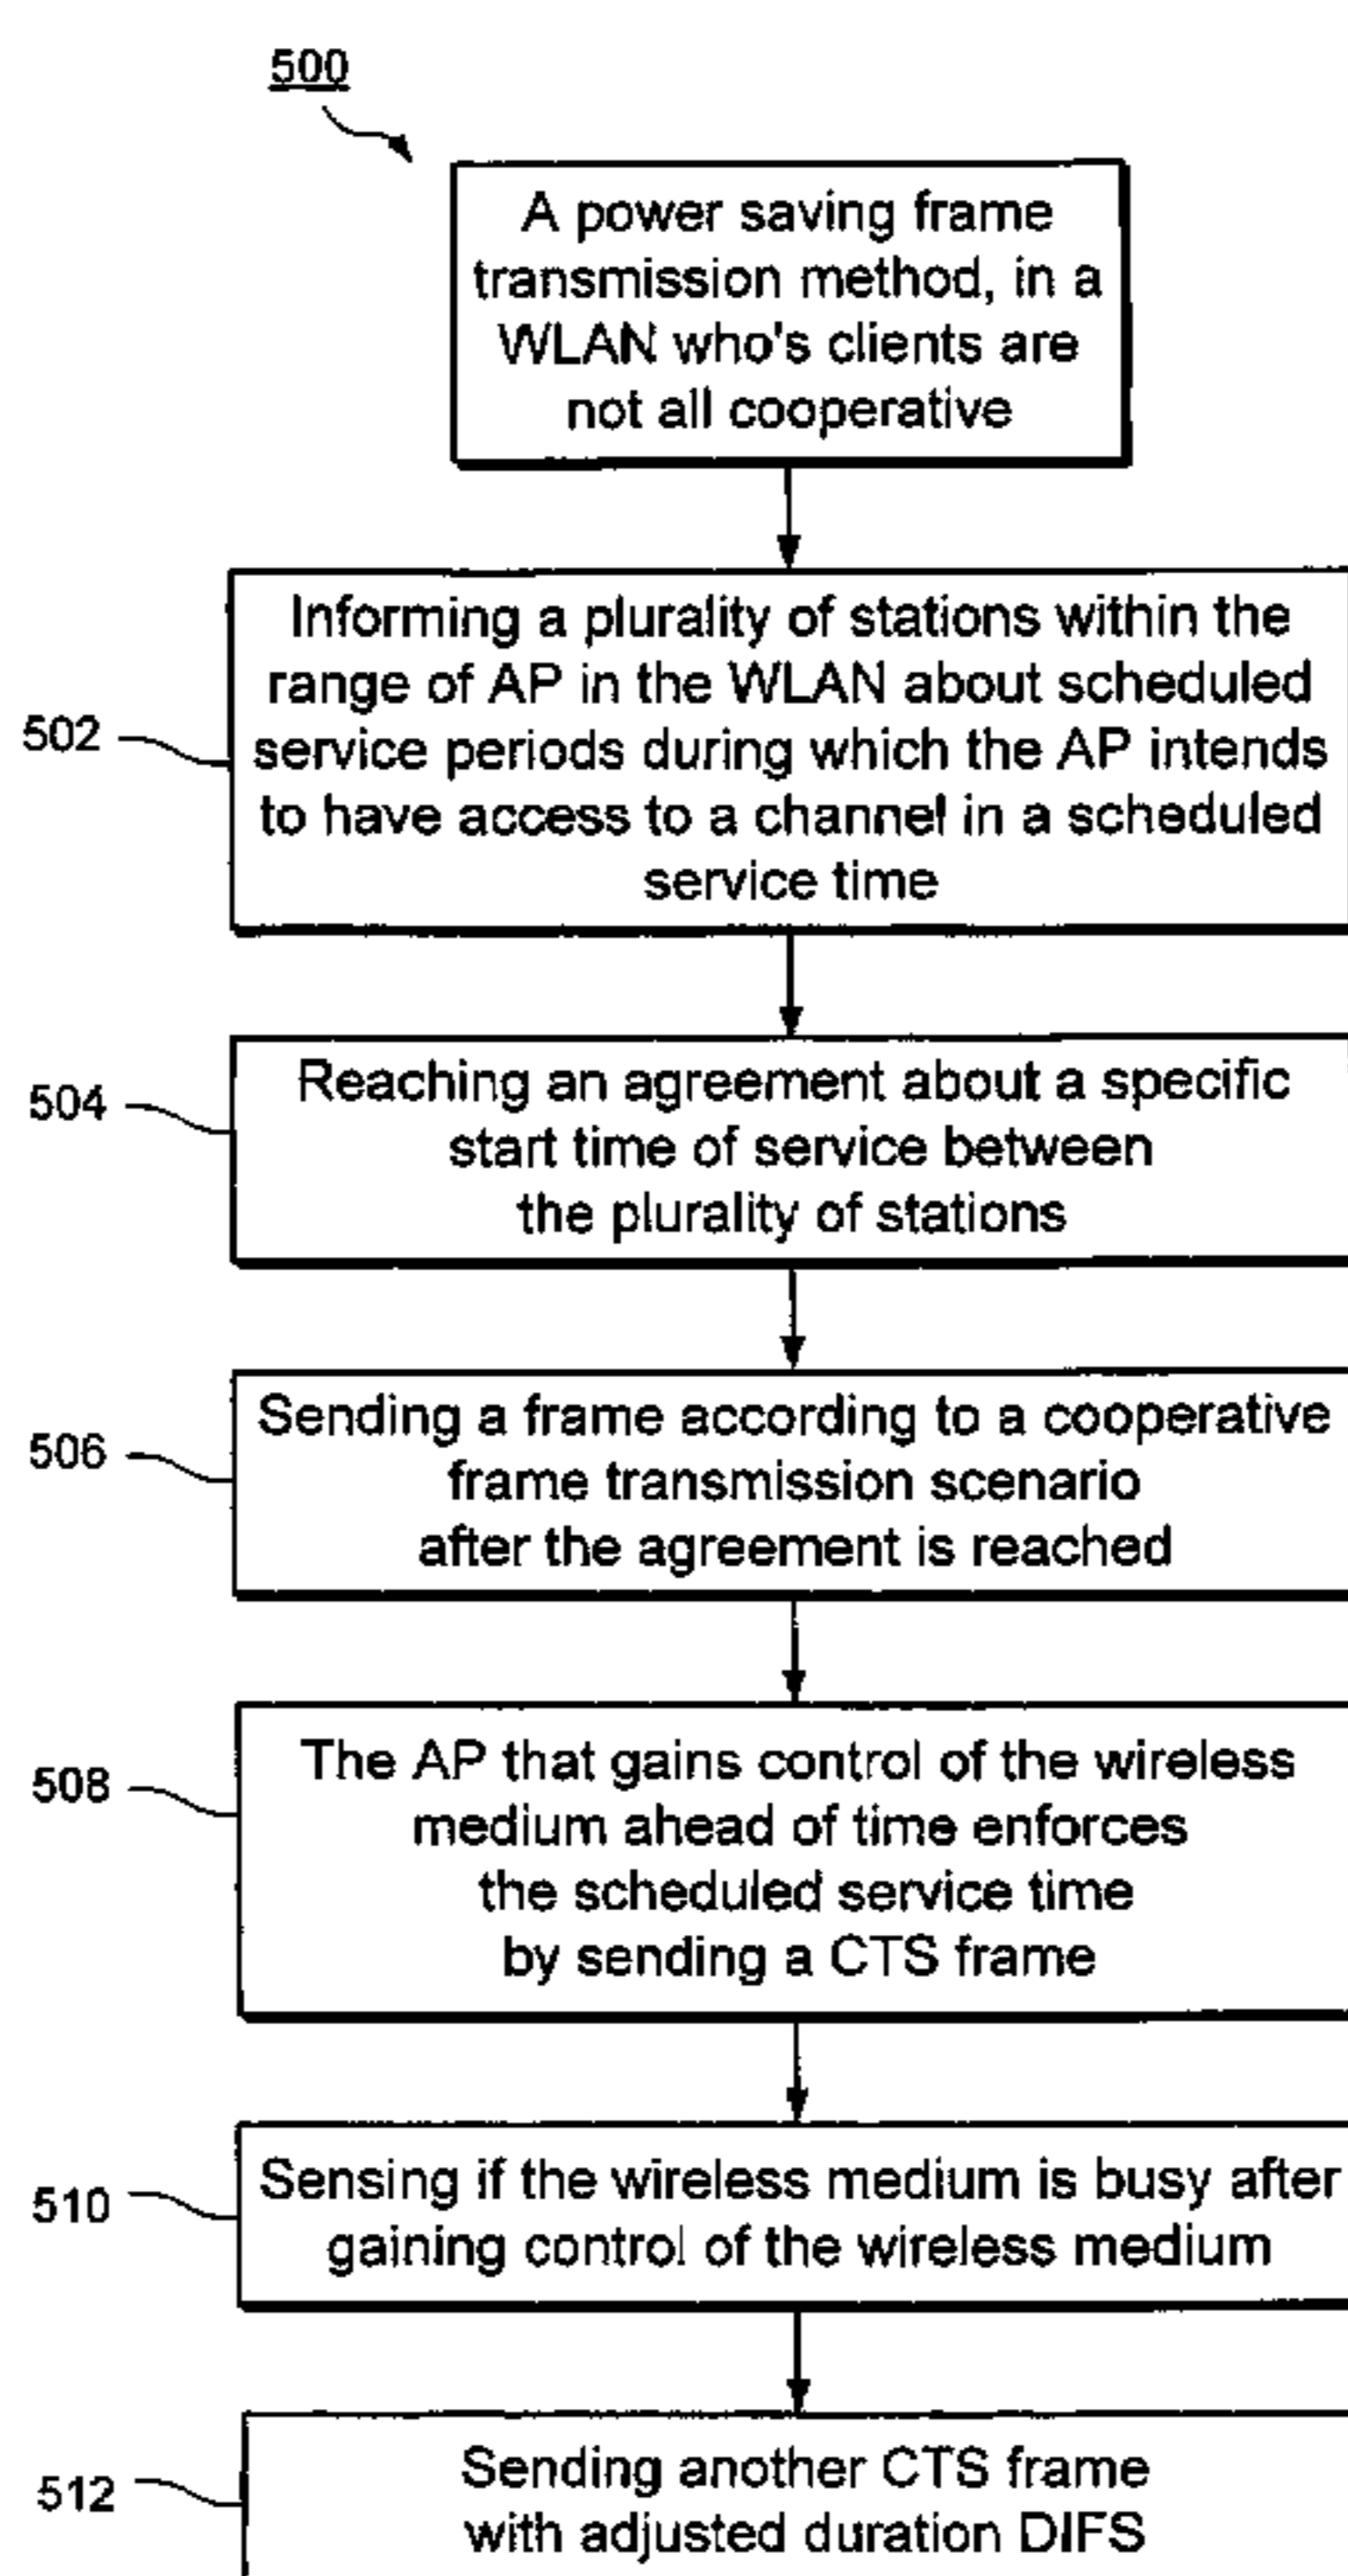 500
A power saving frame
transmission method, in a
WLAN who's clients are
not all cooperative
Informing a plurality of stations within the
range of AP in the WLAN about scheduled
service periods during which the AP intends
to have access to a channel in a scheduled
service time
502
Reaching an agreement about a specific
start time of service between
the plurality of stations
504
Sending a frame according to a cooperative
frame transmission scenario
after the agreement is reached
506
The AP that gains control of the wireless
medium ahead of time enforces
the scheduled service time
by sending a CTS frame
508
Sensing if the wireless medium is busy after
gaining control of the wireless medium
510
Sending another CTS frame
with adjusted duration DIFS
512